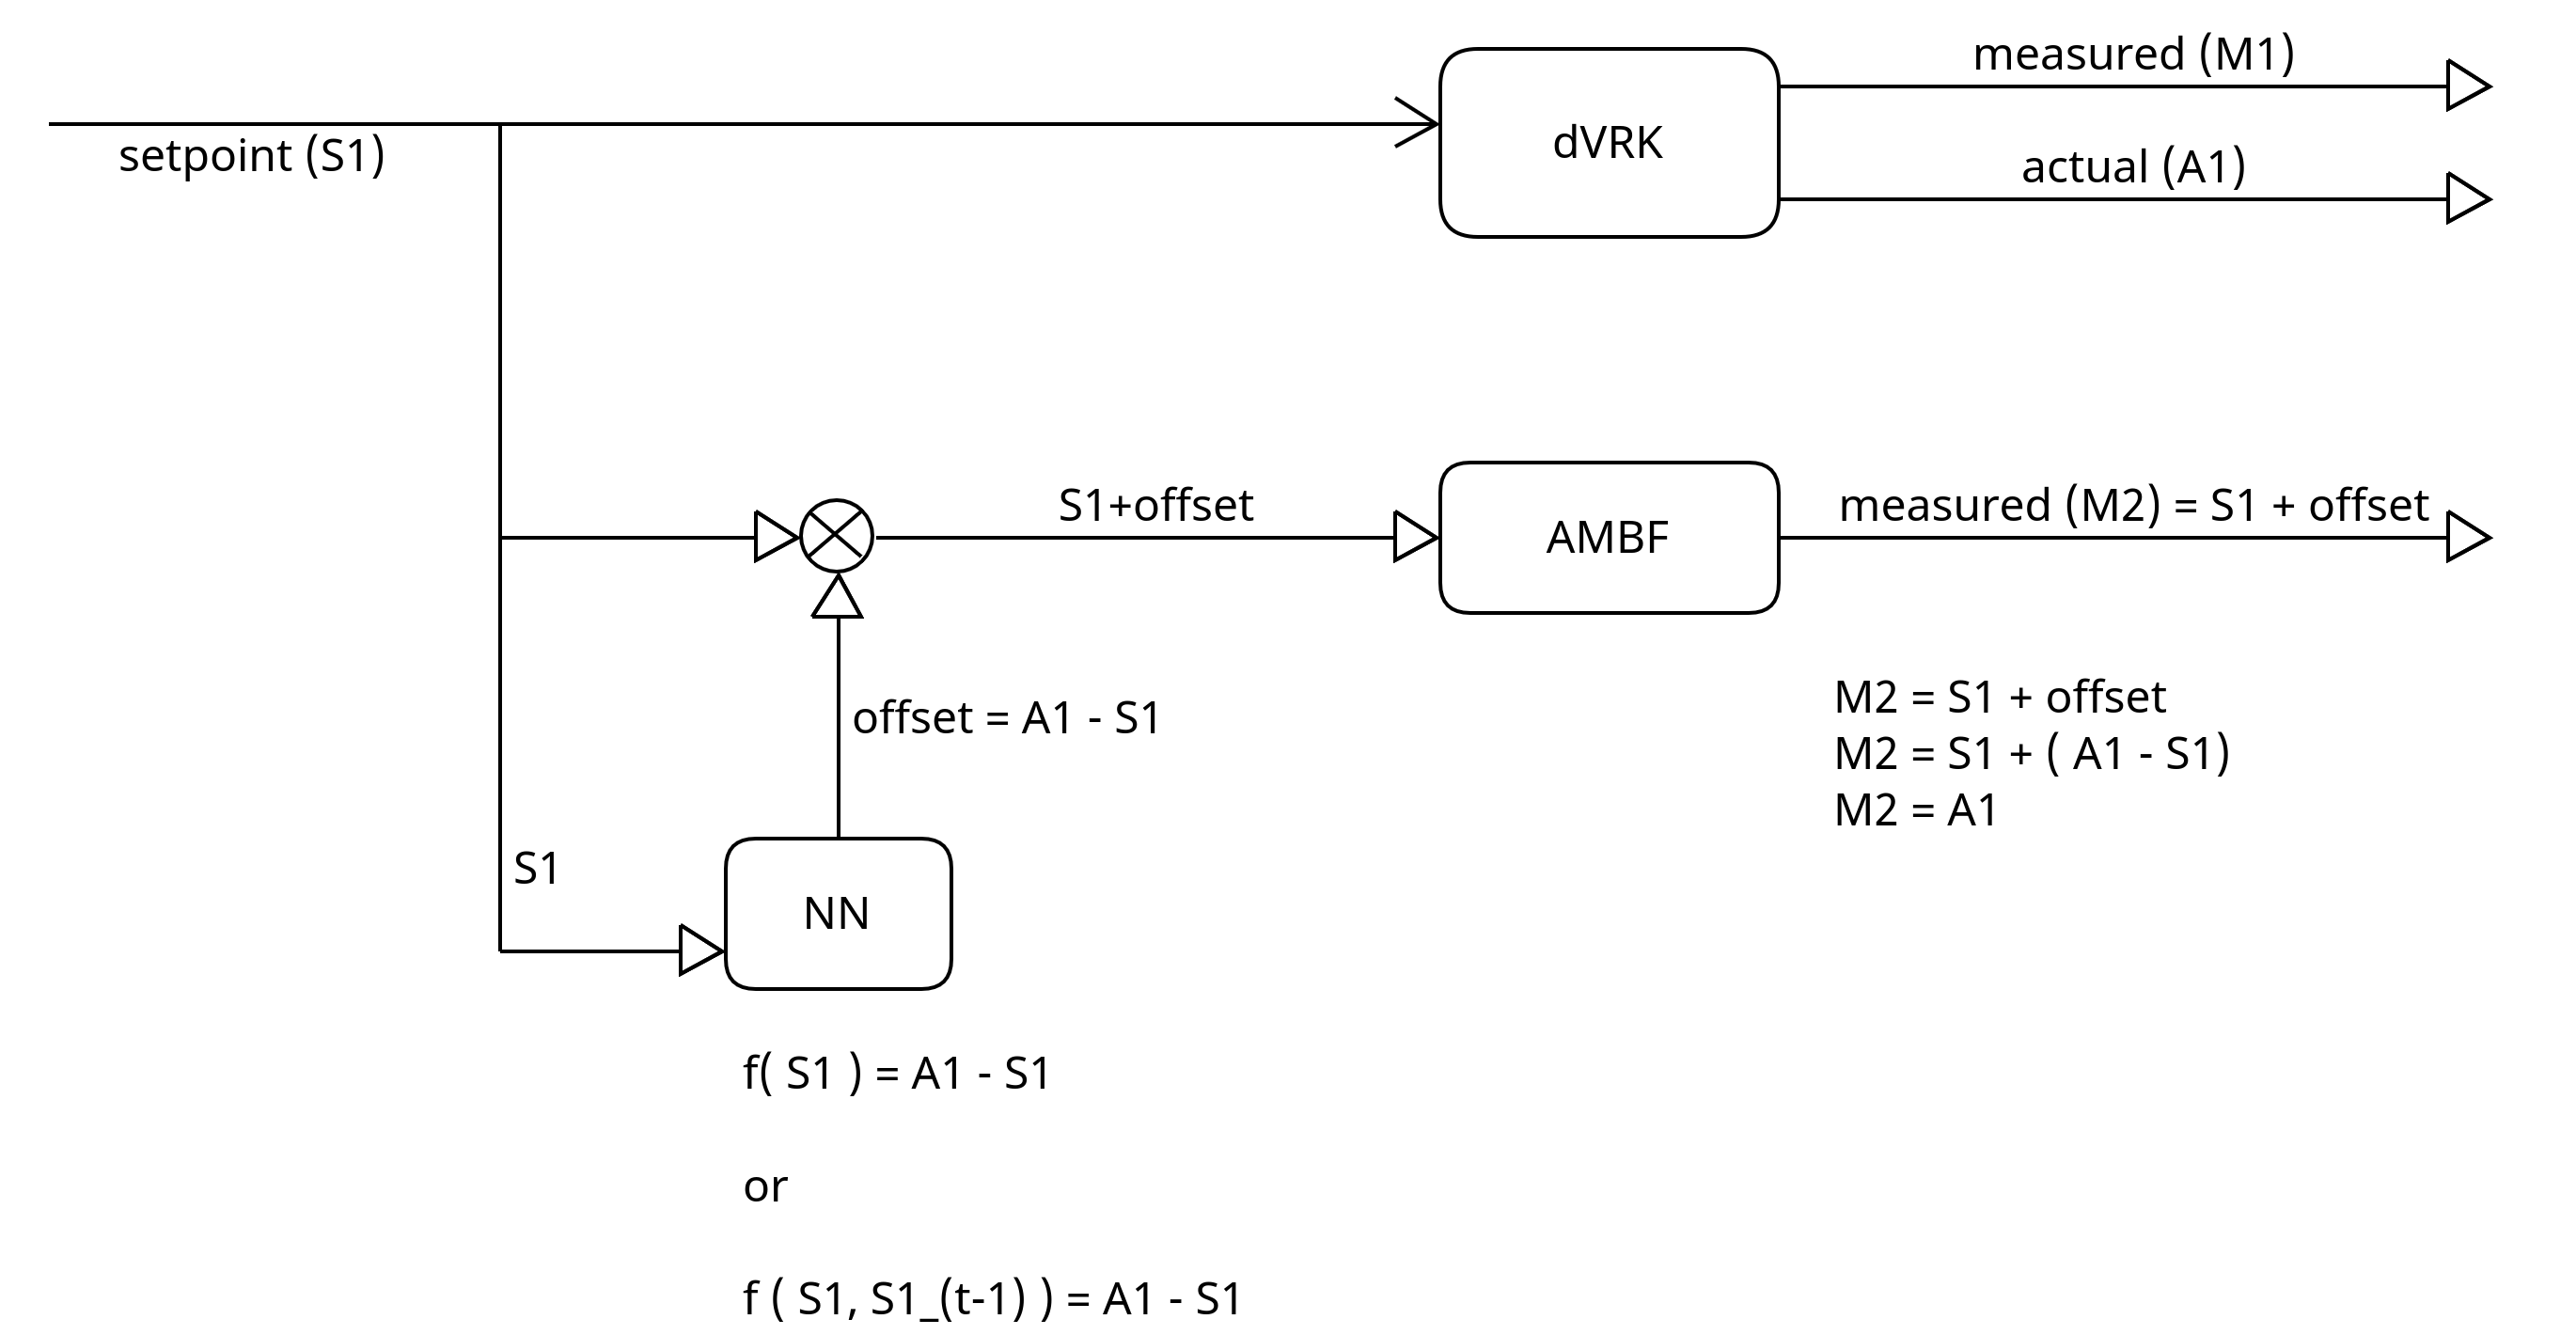 measured (M1)
setpoint (S1)
dVRK
actual (A1)
S1+offset
AMBF
measured (M2) = S1 + offset
offset = A1 - S1
M2 = S1 + offset
M2 = S1 + ( A1 - S1)
M2 = A1
S1
NN
f( S1 ) = A1 - S1
or
f ( S1, S1_(t-1) ) = A1 - S1